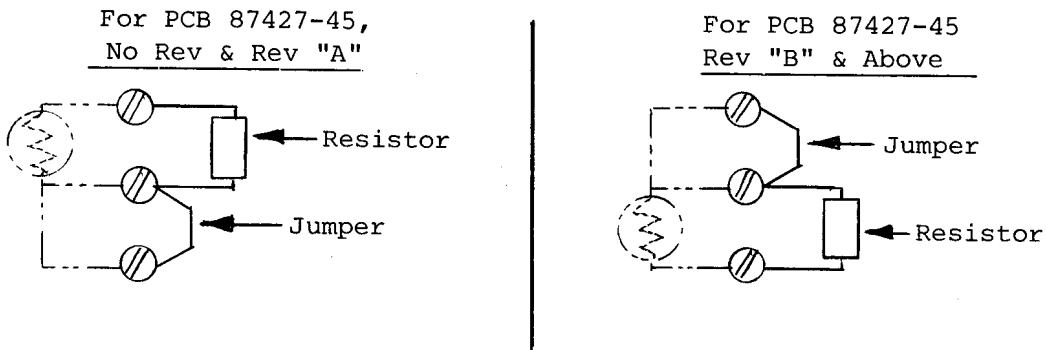 For PCB 87427-45,
No Rev & Rev "A"
Resistor
Jumper
For PCB 87427-45
Rev "B" & Above
Jumper
Resistor